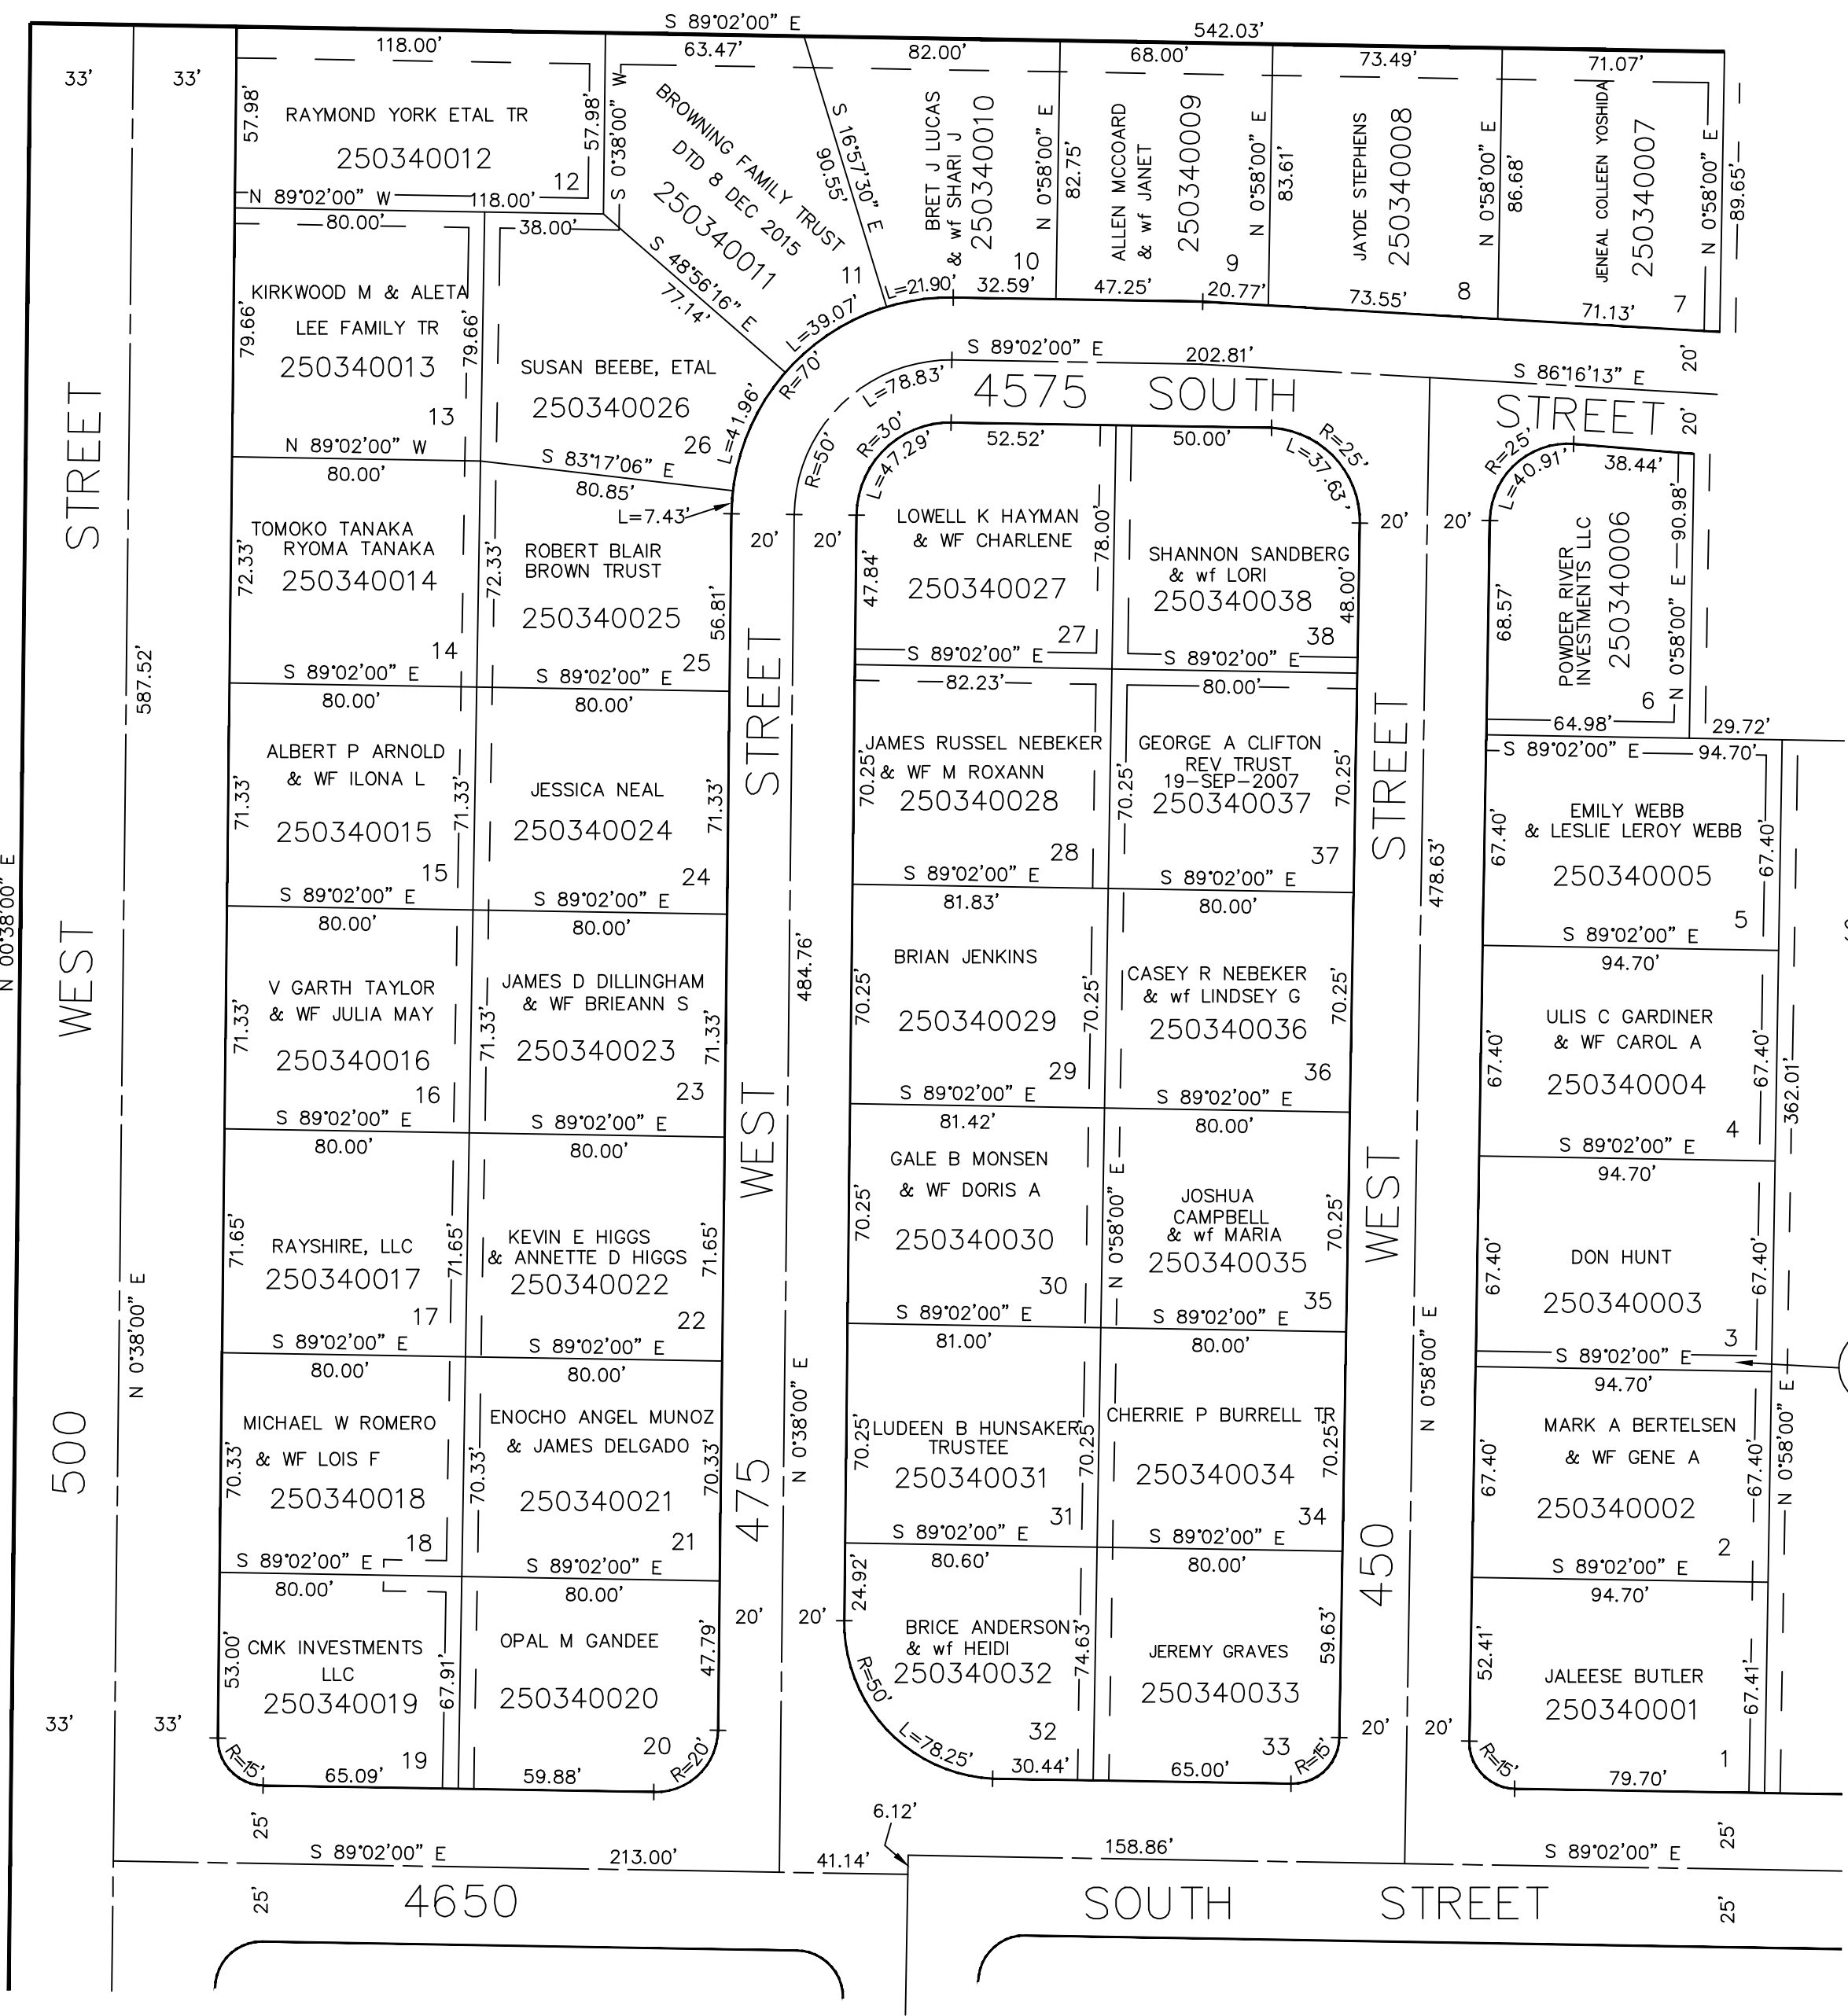 S 89°02'00" E
542.03'
118.00'
63.47'
82.00'
68.00'
73.49'
71.07'
33'
33'
57.98'
RAYMOND YORK ETAL TR
250340012
12
57.98'
S 0°38'00" W
N 89°02'00" W
118.00'
BROWNING FAMILY TRUST
DTD 8 DEC 2015
250340011
11
S 16°57'30" E
90.55'
BRET J LUCAS
& wf SHARI J
250340010
10
N 0°58'00" E
82.75'
ALLEN MCCOARD
& wf JANET
250340009
9
N 0°58'00" E
83.61'
JAYDE STEPHENS
250340008
8
N 0°58'00" E
86.68'
JENEAL COLLEEN YOSHIDA
250340007
7
N 0°58'00" E
89.65'
80.00'
38.00'
S 48°56'16" E
77.14'
L=21.90'
32.59'
47.25'
20.77'
73.55'
71.13'
L=39.07'
R=70'
L=41.96'
KIRKWOOD M & ALETA
LEE FAMILY TR
250340013
13
79.66'
79.66'
SUSAN BEEBE, ETAL
250340026
26
N 89°02'00" W
80.00'
S 83°17'06" E
80.85'
L=7.43'
S 89°02'00" E
202.81'
S 86°16'13" E
4575 SOUTH STREET
20'
20'
L=78.83'
R=50'
R=30'
L=47.29'
52.52'
50.00'
R=25'
L=37.63'
R=25'
L=40.91'
38.44'
TOMOKO TANAKA
RYOMA TANAKA
250340014
14
72.33'
72.33'
ROBERT BLAIR
BROWN TRUST
250340025
25
56.81'
20'
20'
LOWELL K HAYMAN
& WF CHARLENE
250340027
27
47.84'
78.00'
SHANNON SANDBERG
& wf LORI
250340038
38
48.00'
20'
20'
POWDER RIVER
INVESTMENTS LLC
250340006
6
68.57'
N 0°58'00" E
90.98'
S 89°02'00" E
80.00'
S 89°02'00" E
80.00'
S 89°02'00" E
82.23'
S 89°02'00" E
80.00'
64.98'
29.72'
S 89°02'00" E
94.70'
ALBERT P ARNOLD
& WF ILONA L
250340015
15
71.33'
71.33'
JESSICA NEAL
250340024
24
71.33'
JAMES RUSSEL NEBEKER
& WF M ROXANN
250340028
28
70.25'
70.25'
GEORGE A CLIFTON
REV TRUST
19-SEP-2007
250340037
37
70.25'
EMILY WEBB
& LESLIE LEROY WEBB
250340005
5
67.40'
67.40'
S 89°02'00" E
80.00'
S 89°02'00" E
80.00'
S 89°02'00" E
81.83'
S 89°02'00" E
80.00'
S 89°02'00" E
94.70'
V GARTH TAYLOR
& WF JULIA MAY
250340016
16
71.33'
71.33'
JAMES D DILLINGHAM
& WF BRIEANN S
250340023
23
71.33'
BRIAN JENKINS
250340029
29
70.25'
70.25'
CASEY R NEBEKER
& wf LINDSEY G
250340036
36
70.25'
ULIS C GARDINER
& WF CAROL A
250340004
4
67.40'
67.40'
362.01'
S 89°02'00" E
80.00'
S 89°02'00" E
80.00'
S 89°02'00" E
81.42'
S 89°02'00" E
80.00'
S 89°02'00" E
94.70'
RAYSHIRE, LLC
250340017
17
71.65'
71.65'
KEVIN E HIGGS
& ANNETTE D HIGGS
250340022
22
71.65'
GALE B MONSEN
& WF DORIS A
250340030
30
70.25'
N 0°58'00" E
JOSHUA
CAMPBELL
& wf MARIA
250340035
35
70.25'
DON HUNT
250340003
3
67.40'
67.40'
S 89°02'00" E
80.00'
S 89°02'00" E
80.00'
S 89°02'00" E
81.00'
S 89°02'00" E
80.00'
S 89°02'00" E
94.70'
MICHAEL W ROMERO
& WF LOIS F
250340018
18
70.33'
70.33'
ENOCHO ANGEL MUNOZ
& JAMES DELGADO
250340021
21
70.33'
LUDEEN B HUNSAKER
TRUSTEE
250340031
31
70.25'
70.25'
CHERRIE P BURRELL TR
250340034
34
70.25'
MARK A BERTELSEN
& WF GENE A
250340002
2
67.40'
67.40'
N 0°58'00" E
S 89°02'00" E
80.00'
S 89°02'00" E
80.00'
S 89°02'00" E
80.60'
S 89°02'00" E
80.00'
S 89°02'00" E
94.70'
CMK INVESTMENTS
LLC
250340019
19
53.00'
67.91'
OPAL M GANDEE
250340020
20
47.79'
20'
20'
24.92'
BRICE ANDERSON
& wf HEIDI
250340032
32
74.63'
JEREMY GRAVES
250340033
33
59.63'
20'
20'
JALEESE BUTLER
250340001
1
52.41'
67.41'
33'
33'
R=15'
65.09'
59.88'
R=20'
R=50'
L=78.25'
30.44'
65.00'
R=15'
R=15'
79.70'
500 WEST STREET
587.52'
N 0°38'00" E
N 00°38'00" E
475 WEST STREET
484.76'
N 0°38'00" E
450 WEST STREET
478.63'
N 0°58'00" E
25'
S 89°02'00" E
213.00'
41.14'
6.12'
158.86'
S 89°02'00" E
25'
25'
4650 SOUTH STREET
25'